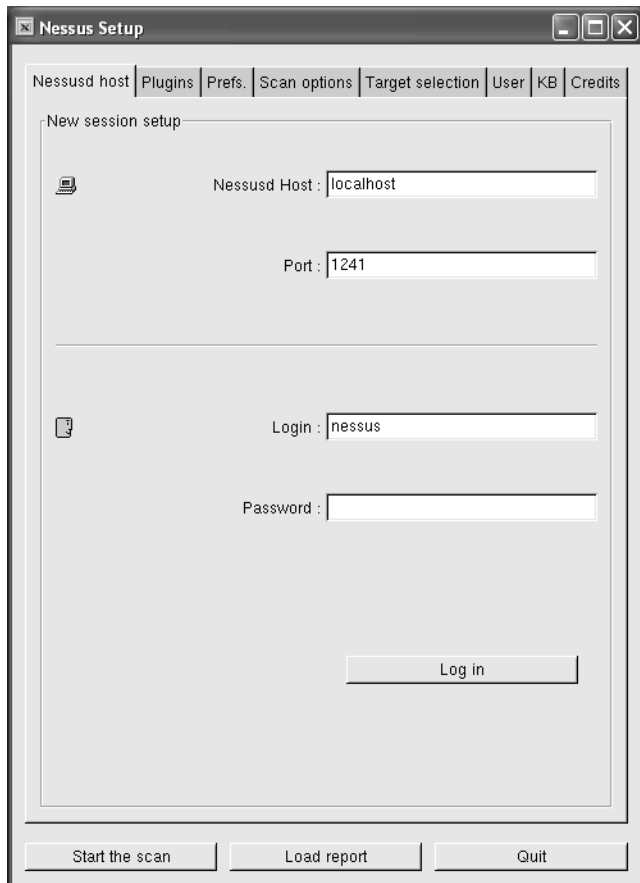 Nessus Setup
Nessusd host Plugins Prefs. Scan options Target selection User KB Credits
New session setup
Nessusd Host : localhost
Port : 1241
Login : nessus
Password :
Log in
Start the scan Load report Quit